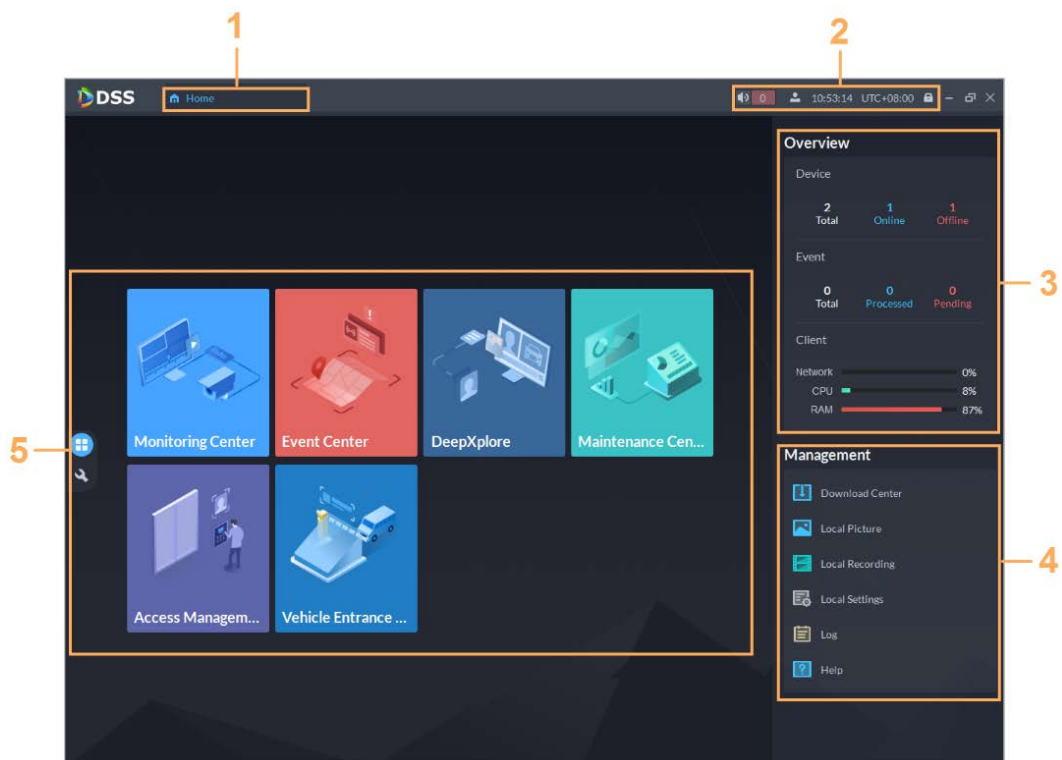 1
2
DSS
Home
0
10:53:14 UTC+08:00
Overview
Device
2 1 1
Total Online Offline
3
Event
0 0 0
Total Processed Pending
Client
Network 0%
CPU 8%
RAM 87%
Monitoring Center
Event Center
DeepXplore
Maintenance Cen...
5
Access Managem...
Vehicle Entrance ...
Management
Download Center
Local Picture
Local Recording
4
Local Settings
Log
? Help